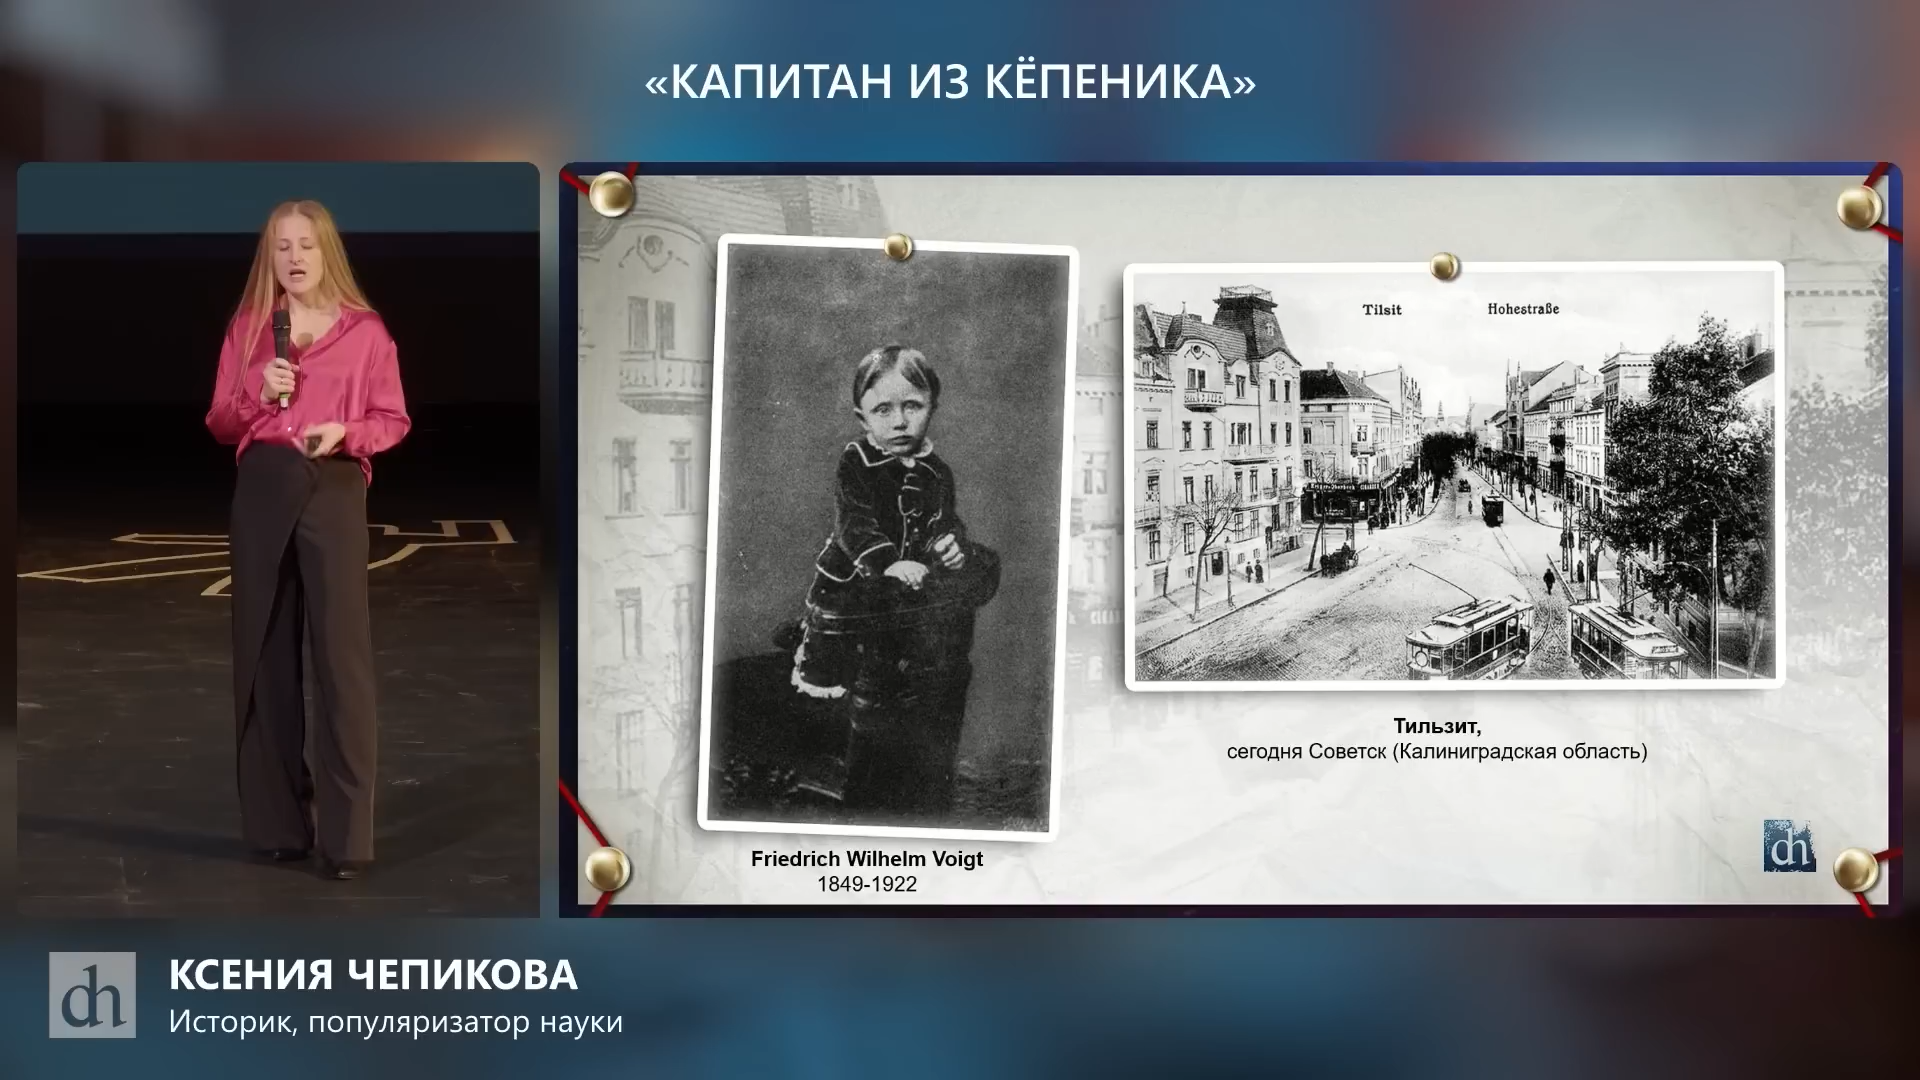 «КАПИТАН ИЗ КЁПЕНИКА»
Tilsit Hohestraße
Тильзит,
сегодня Советск (Калиниградская область)
dh
Friedrich Wilhelm Voigt
1849-1922
dh
КСЕНИЯ ЧЕПИКОВА
Историк, популяризатор науки